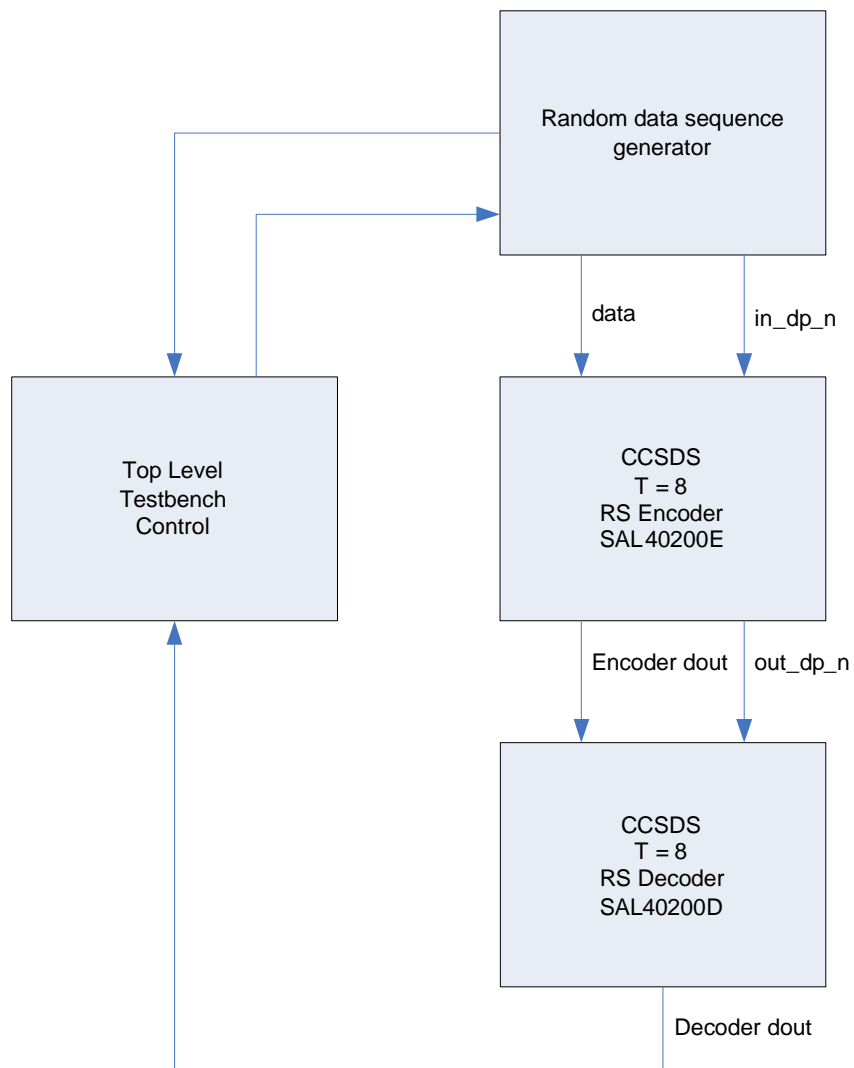 Random data sequence
generator
data
in_dp_n
Top Level
Testbench
Control
CCSDS
T = 8
RS Encoder
SAL40200E
Encoder dout
out_dp_n
CCSDS
T = 8
RS Decoder
SAL40200D
Decoder dout